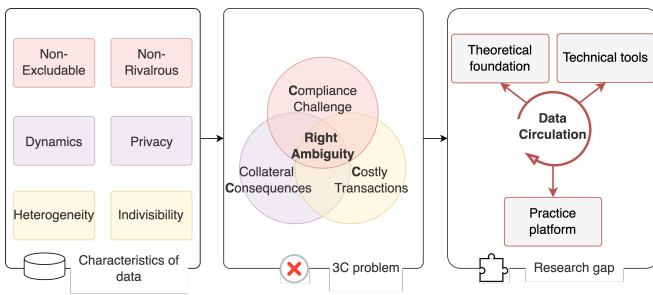 Non-
Excludable
Non-
Rivalrous
Dynamics
Privacy
Heterogeneity
Indivisibility
Characteristics of
data
Compliance
Challenge
Right
Ambiguity
Collateral
Consequences
Costly
Transactions
3C problem
Theoretical
foundation
Technical tools
Data
Circulation
Practice
platform
Research gap